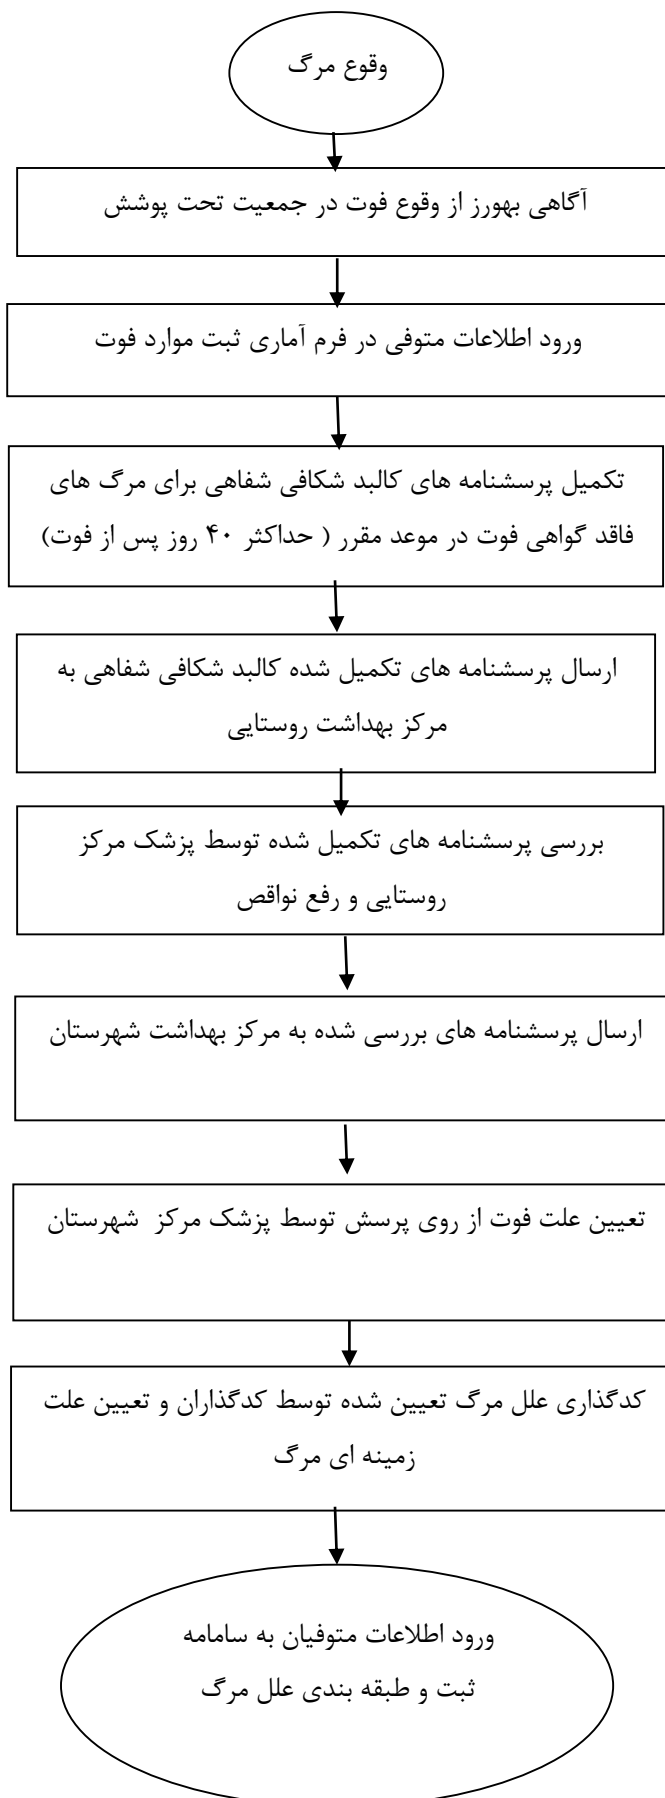 وقوع مرگ
آگاهی بهورز از وقوع فوت در جمعیت تحت پوشش
ورود اطلاعات متوفی در فرم آماری ثبت موارد فوت
تکمیل پرسشنامه های کالبد شکافی شفاهی برای مرگ های
فاقد گواهی فوت در موعد مقرر ( حداکثر ۴۰ روز پس از فوت)
ارسال پرسشنامه های تکمیل شده کالبد شکافی شفاهی به
مرکز بهداشت روستایی
بررسی پرسشنامه های تکمیل شده توسط پزشک مرکز
روستایی و رفع نواقص
ارسال پرسشنامه های بررسی شده به مرکز بهداشت شهرستان
تعیین علت فوت از روی پرسش توسط پزشک مرکز شهرستان
کدگذاری علل مرگ تعیین شده توسط کدگذاران و تعیین علت
زمینه ای مرگ
ورود اطلاعات متوفیان به سامامه
ثبت و طبقه بندی علل مرگ